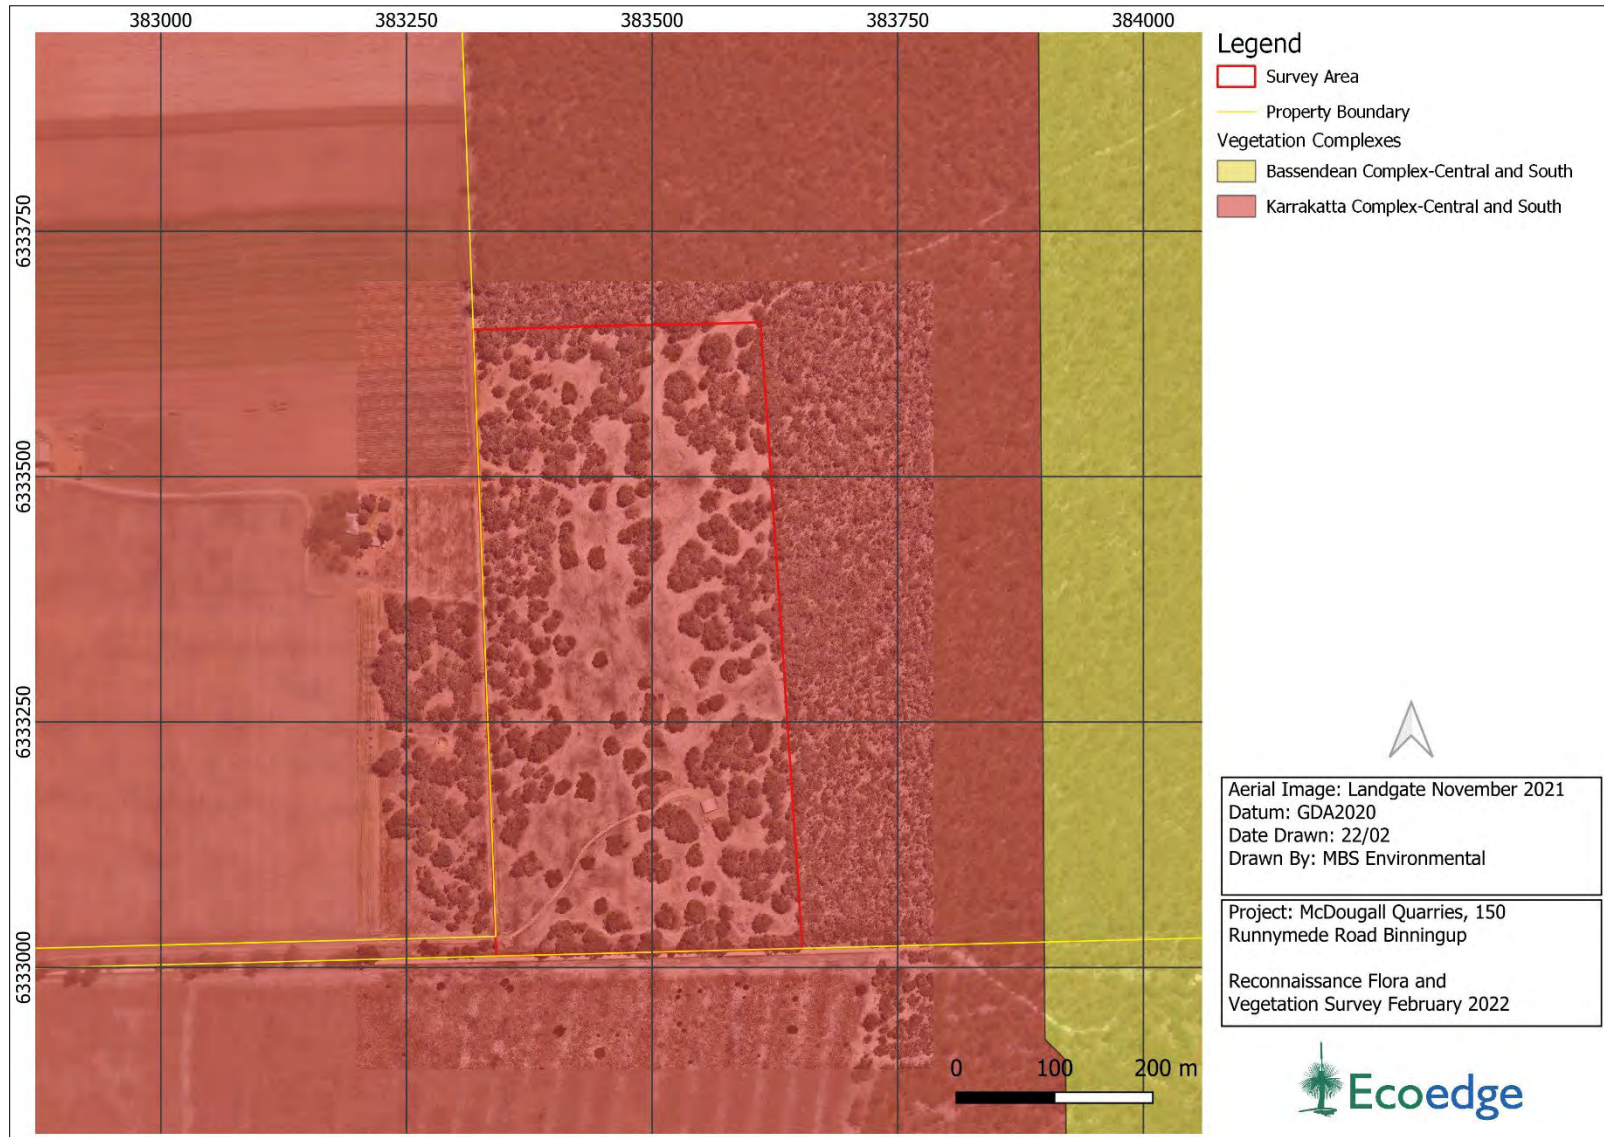 383000 383250 383500 383750 384000
6333750
6333500
6333250
6333000
Legend
Survey Area
Property Boundary
Vegetation Complexes
Bassendean Complex-Central and South
Karrakatta Complex-Central and South
Aerial Image: Landgate November 2021
Datum: GDA2020
Date Drawn: 22/02
Drawn By: MBS Environmental
Project: McDougall Quarries, 150
Runnymede Road Binningup
Reconnaissance Flora and
Vegetation Survey February 2022
0 100 200 m
Ecoedge